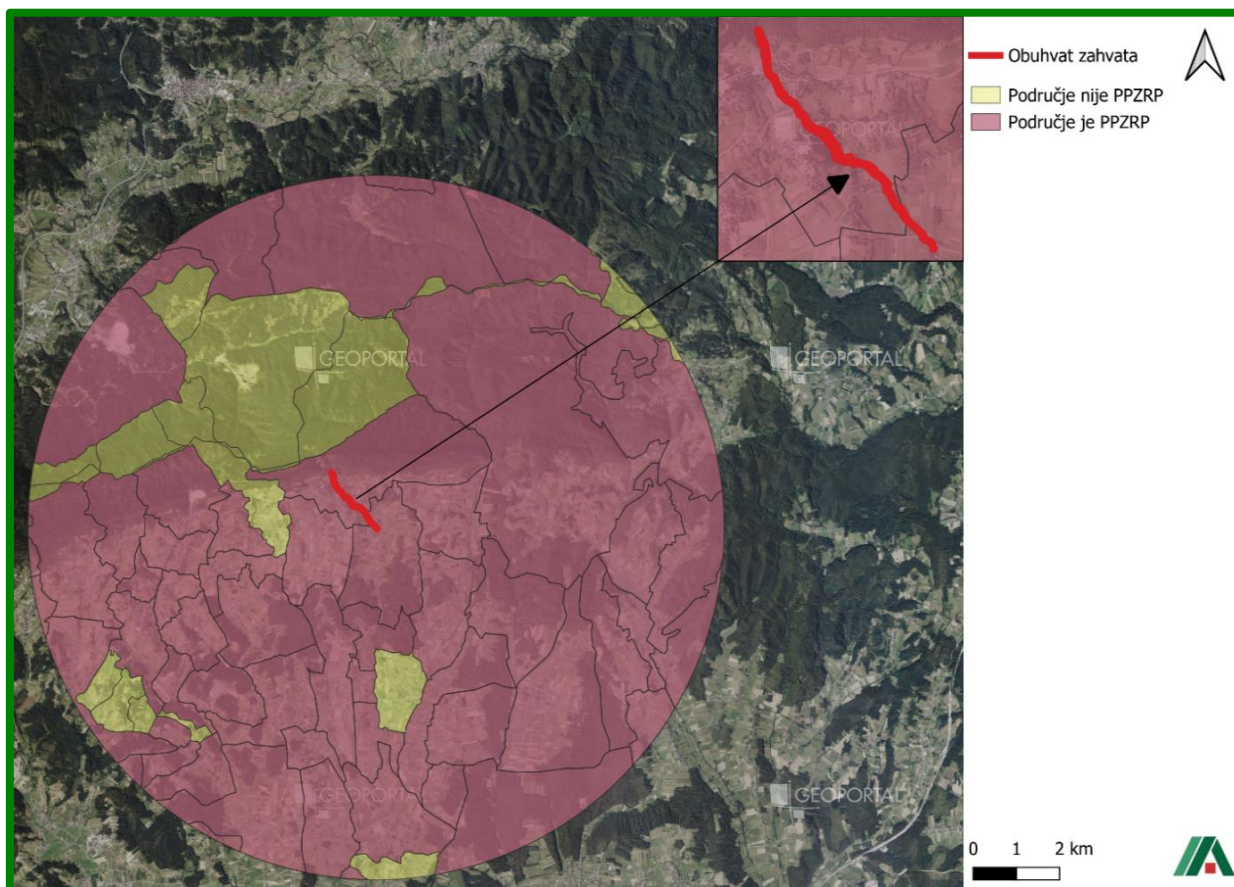 Obuhvat zahvata
Područje nije PPZRP
Područje je PPZRP
GEOPORTAL
GEOPORTAL
GEOPORTAL
GEOPORTAL
GEOPORTAL
0 1 2 km